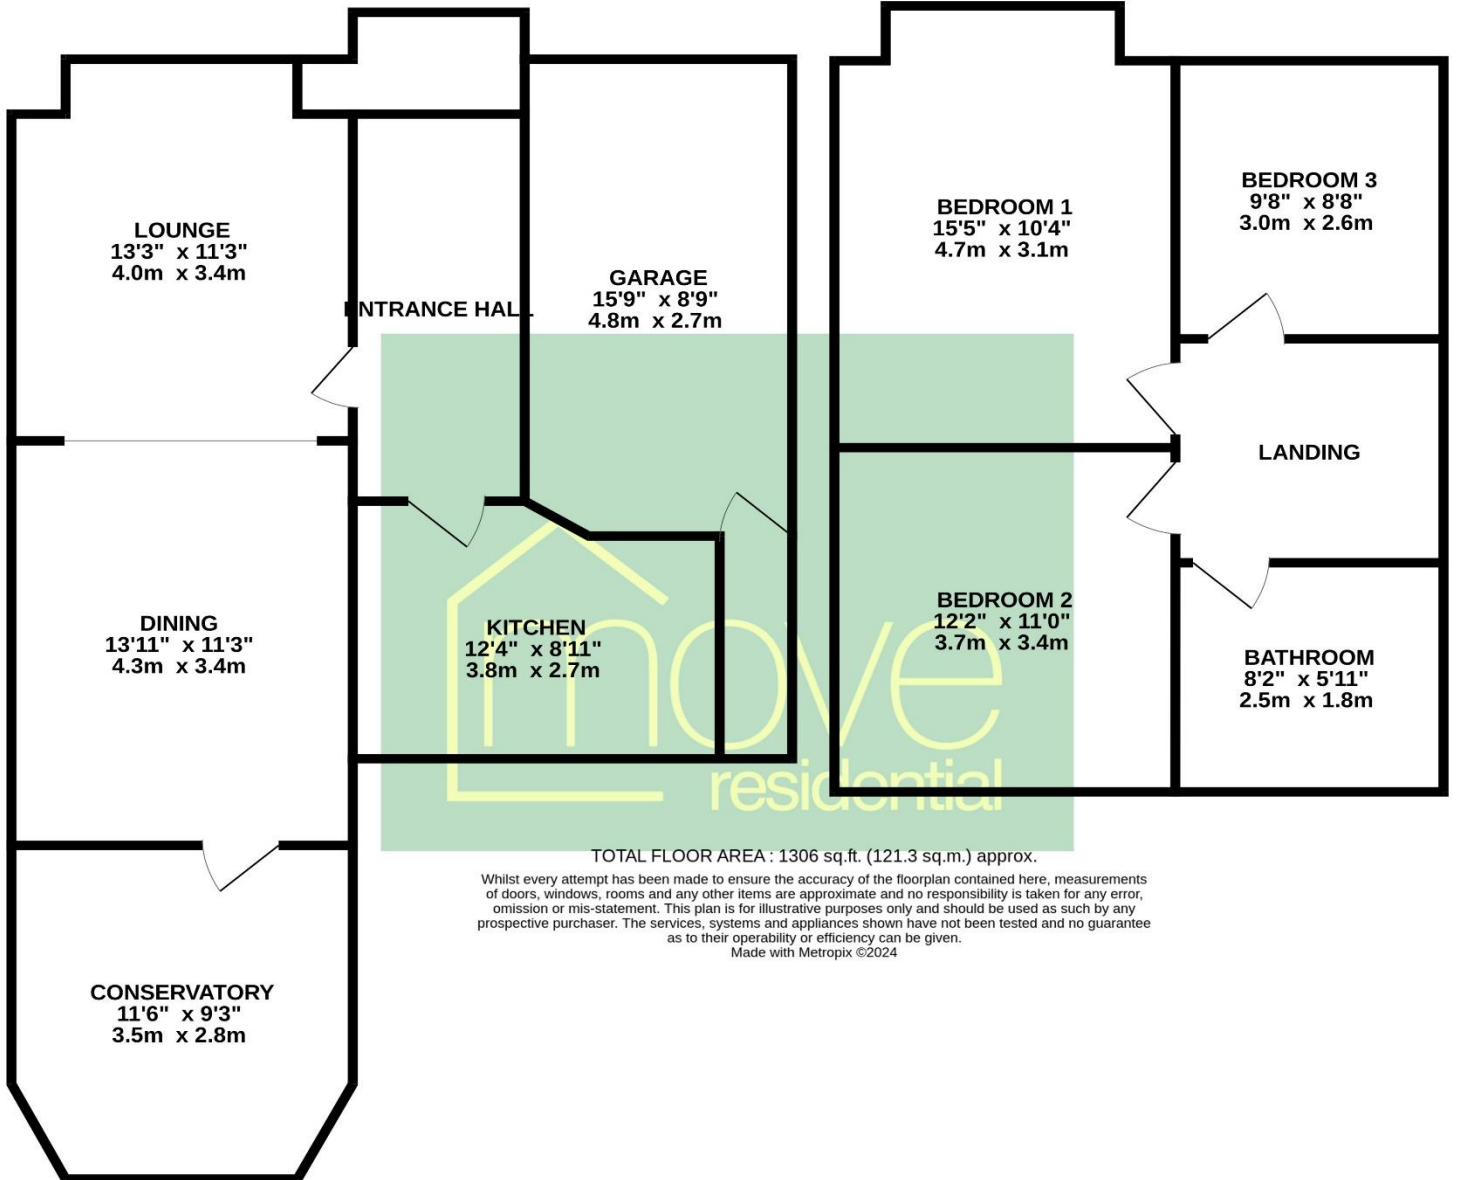 LOUNGE
13'3" x 11'3"
4.0m x 3.4m
ENTRANCE HALL
GARAGE
15'9" x 8'9"
4.8m x 2.7m
DINING
13'11" x 11'3"
4.3m x 3.4m
KITCHEN
12'4" x 8'11"
3.8m x 2.7m
CONSERVATORY
11'6" x 9'3"
3.5m x 2.8m
BEDROOM 1
15'5" x 10'4"
4.7m x 3.1m
BEDROOM 3
9'8" x 8'8"
3.0m x 2.6m
LANDING
BEDROOM 2
12'2" x 11'0"
3.7m x 3.4m
BATHROOM
8'2" x 5'11"
2.5m x 1.8m
move
residential
TOTAL FLOOR AREA : 1306 sq.ft. (121.3 sq.m.) approx.
Whilst every attempt has been made to ensure the accuracy of the floorplan contained here, measurements
of doors, windows, rooms and any other items are approximate and no responsibility is taken for any error,
omission or mis-statement. This plan is for illustrative purposes only and should be used as such by any
prospective purchaser. The services, systems and appliances shown have not been tested and no guarantee
as to their operability or efficiency can be given.
Made with Metropix ©2024